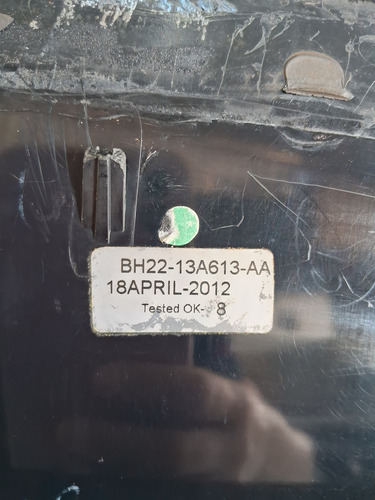 BH22-13A613-AA
18APRIL-2012
Tested OK- 8